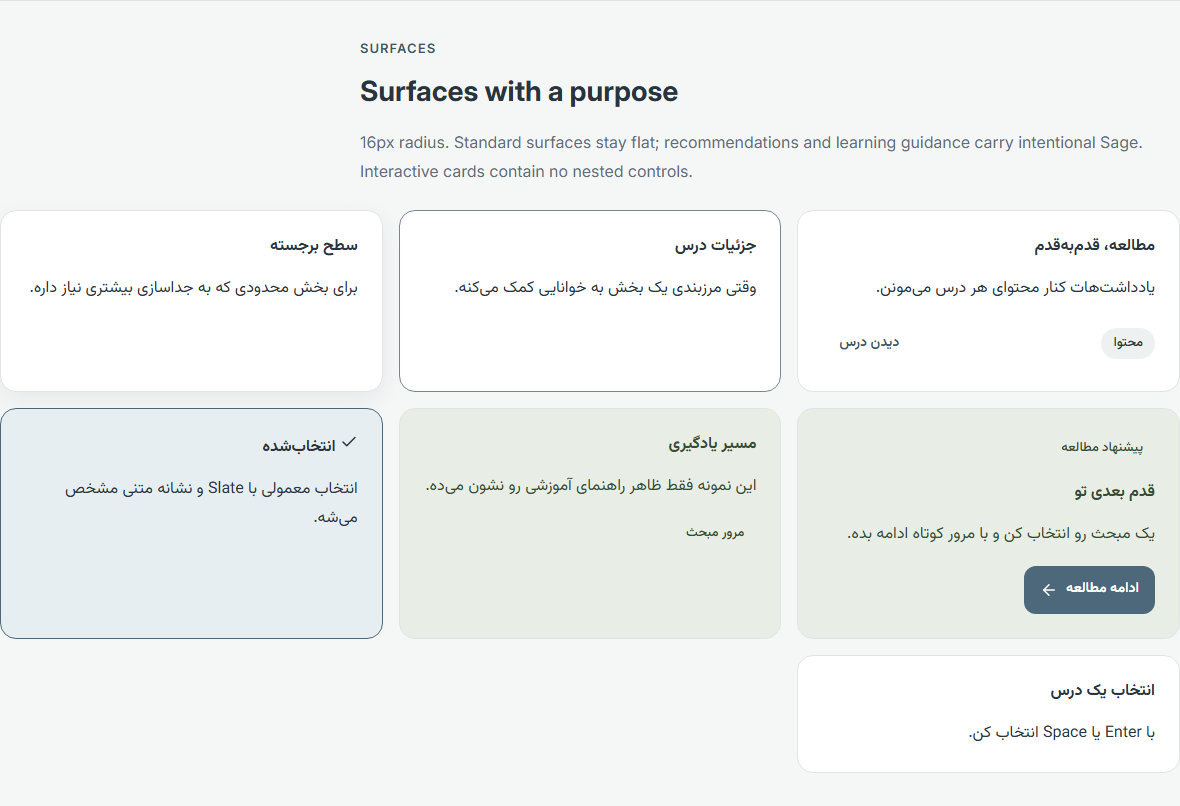 SURFACES
Surfaces with a purpose
16px radius. Standard surfaces stay flat; recommendations and learning guidance carry intentional Sage.
Interactive cards contain no nested controls.
مطالعه، قدم‌به‌قدم
یادداشت‌هات کنار محتوای هر درس می‌مونن.
محتوا
دیدن درس
جزئیات درس
وقتی مرزبندی یک بخش به خوانایی کمک می‌کنه.
سطح برجسته
برای بخش محدودی که به جداسازی بیشتری نیاز داره.
پیشنهاد مطالعه
قدم بعدی تو
یک مبحث رو انتخاب کن و با مرور کوتاه ادامه بده.
ادامه مطالعه
مسیر یادگیری
این نمونه فقط ظاهر راهنمای آموزشی رو نشون می‌ده.
مرور مبحث
انتخاب‌شده
انتخاب معمولی با Slate و نشانه متنی مشخص
می‌شه.
انتخاب یک درس
با Enter یا Space انتخاب کن.